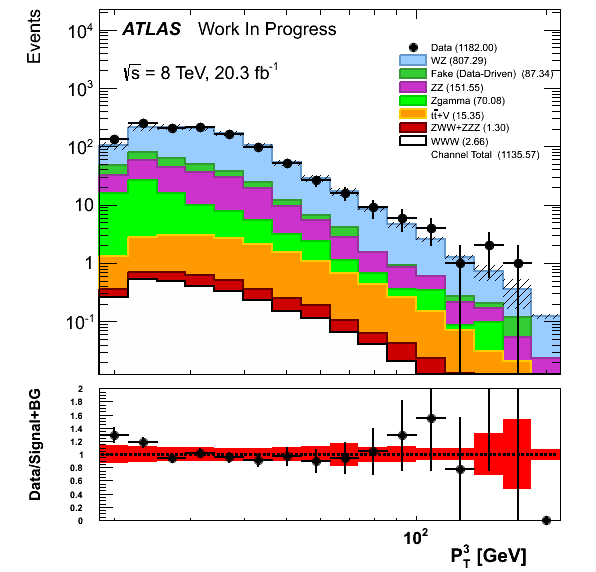 Events
10⁴
10³
10²
10
1
10⁻¹
ATLAS Work In Progress
√s = 8 TeV, 20.3 fb⁻¹
Data (1182.00)
WZ (807.29)
Fake (Data-Driven) (87.34)
ZZ (151.55)
Zgamma (70.08)
tt̄+V (15.35)
ZWW+ZZZ (1.30)
WWW (2.66)
Channel Total (1135.57)
Data/Signal+BG
2
1.8
1.6
1.4
1.2
1
0.8
0.6
0.4
0.2
0
10²
P³_T [GeV]